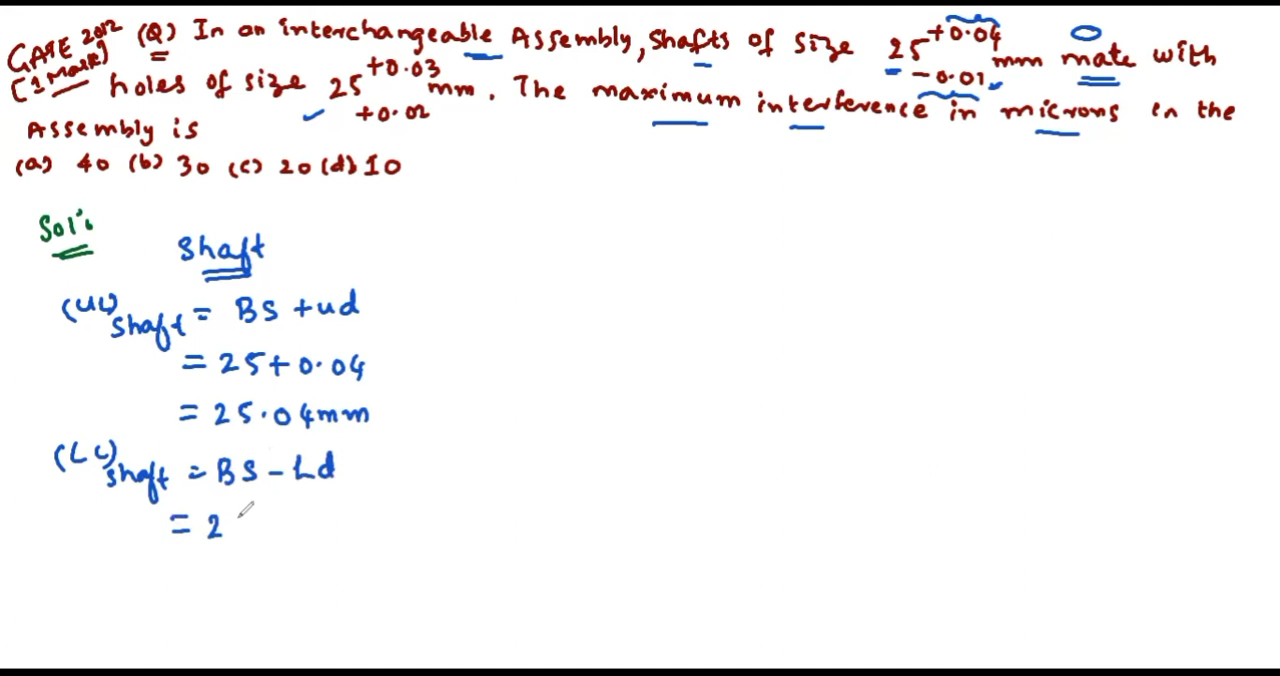 GATE 2012 (Q) In an interchangeable Assembly, shafts of size 25 +0.04 -0.01 mm mate with
[1 Mark] holes of size 25 +0.03 +0.02 mm. The maximum interference in microns in the
Assembly is
(a) 40 (b) 30 (c) 20 (d) 10
Sol:
Shaft
(UL)shaft = BS + ud
= 25 + 0.04
= 25.04mm
(LL)shaft = BS - Ld
= 2